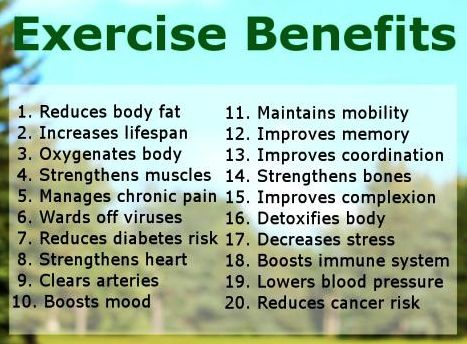 Exercise Benefits
1. Reduces body fat
2. Increases lifespan
3. Oxygenates body
4. Strengthens muscles
5. Manages chronic pain
6. Wards off viruses
7. Reduces diabetes risk
8. Strengthens heart
9. Clears arteries
10. Boosts mood
11. Maintains mobility
12. Improves memory
13. Improves coordination
14. Strengthens bones
15. Improves complexion
16. Detoxifies body
17. Decreases stress
18. Boosts immune system
19. Lowers blood pressure
20. Reduces cancer risk